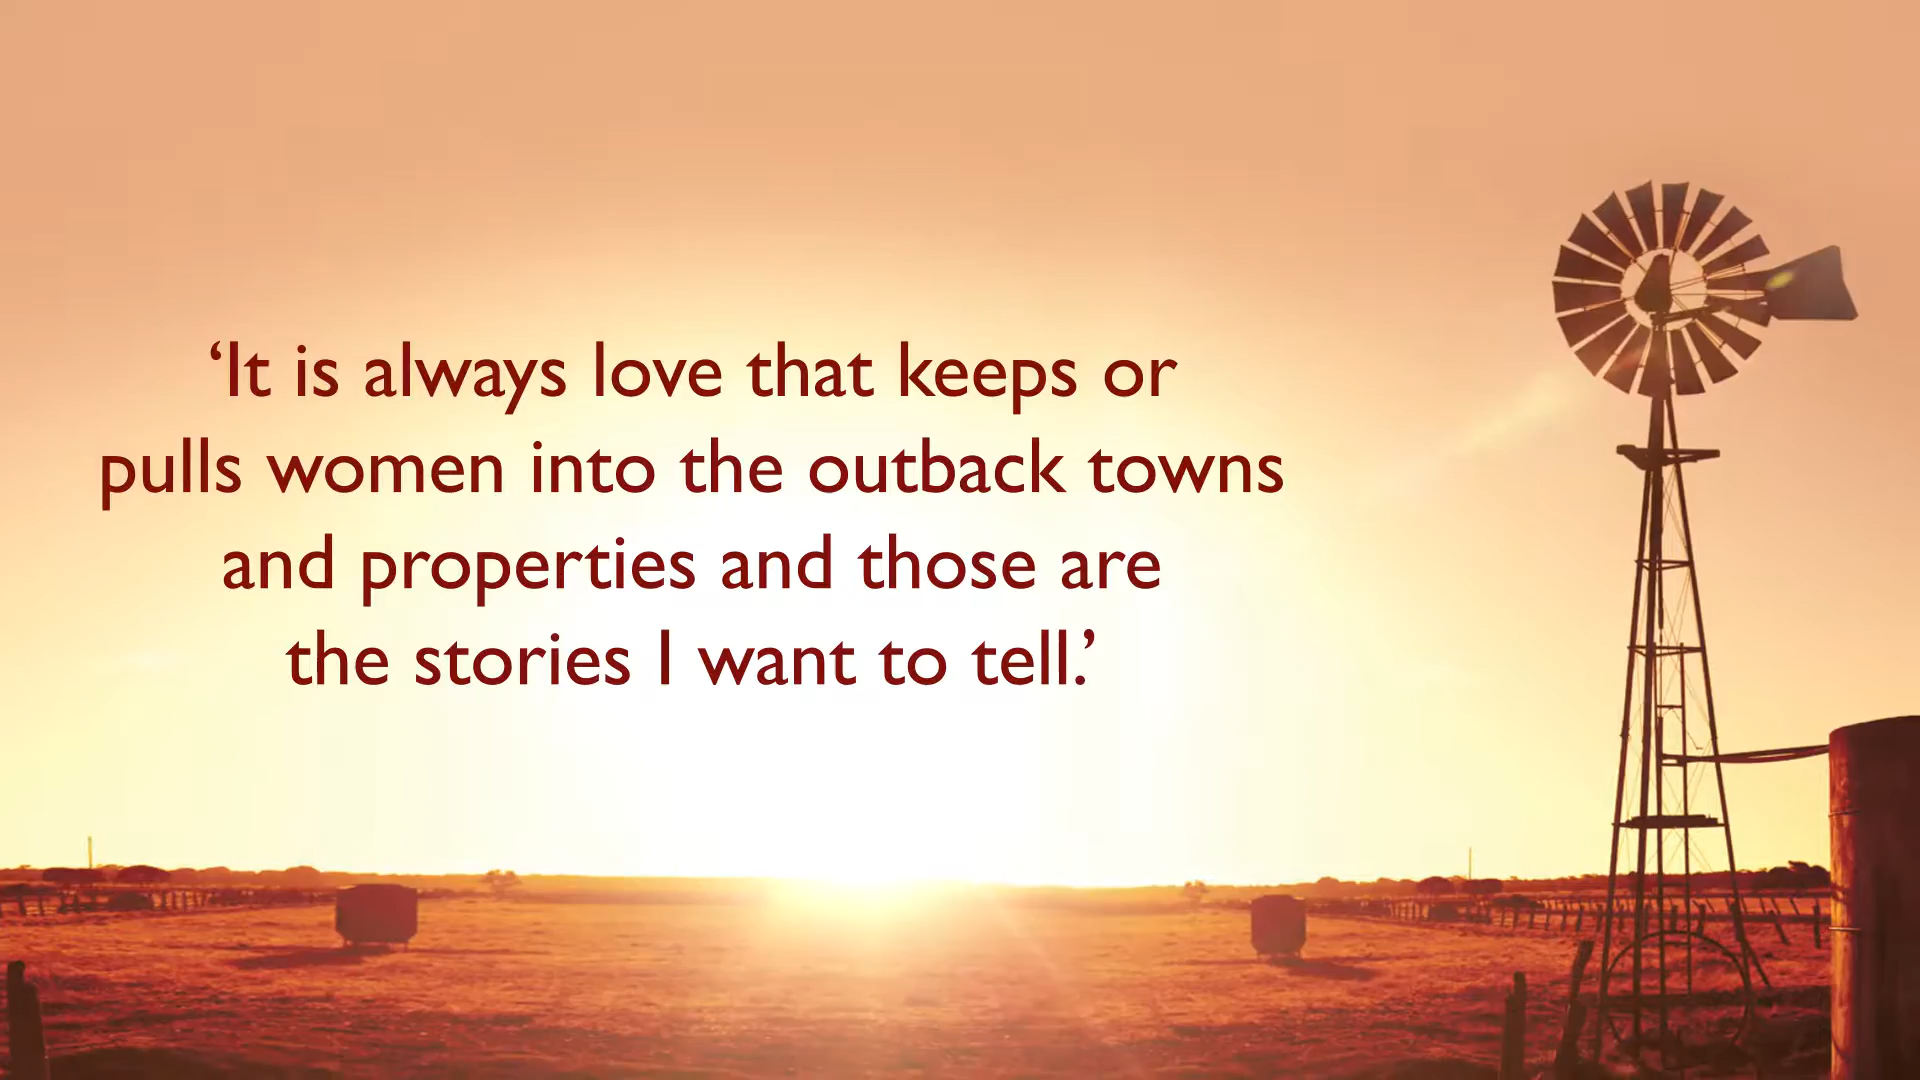 ‘It is always love that keeps or
pulls women into the outback towns
and properties and those are
the stories I want to tell.’